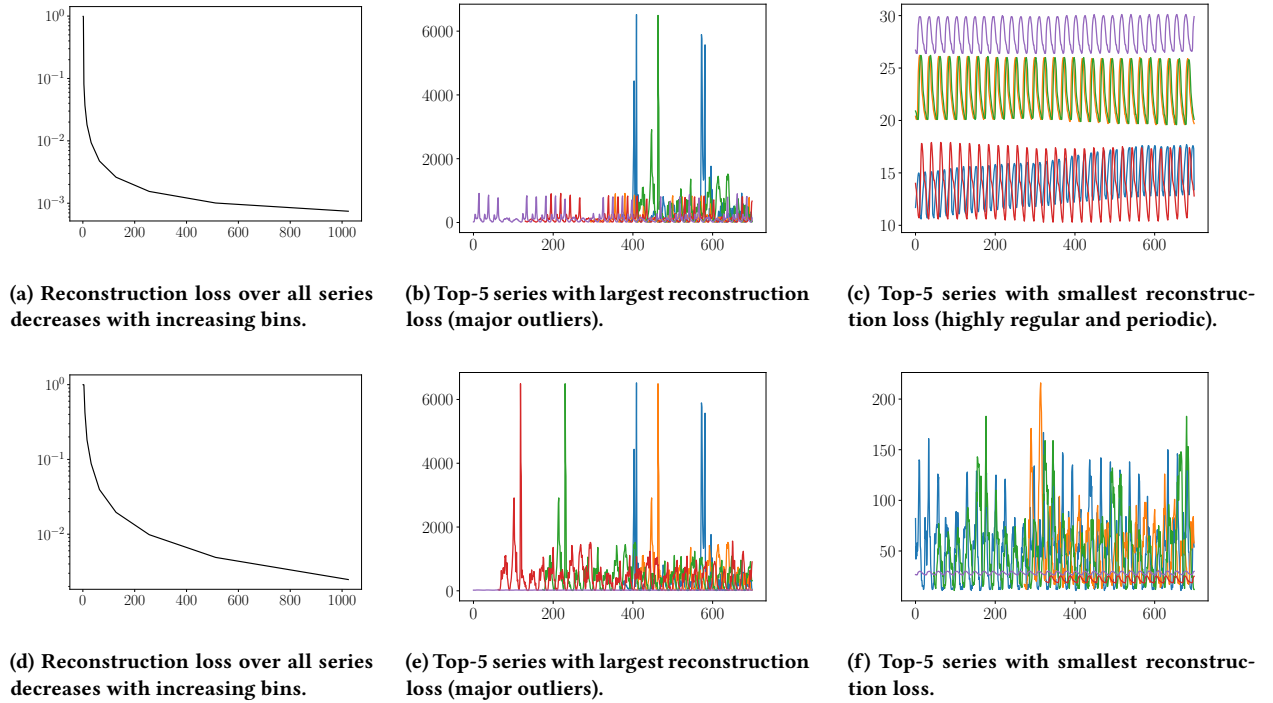 10^0
10^-1
10^-2
10^-3
0 200 400 600 800 1000
6000
4000
2000
0
0 200 400 600
30
25
20
15
10
0 200 400 600
(a) Reconstruction loss over all series
decreases with increasing bins.
(b) Top-5 series with largest reconstruction
loss (major outliers).
(c) Top-5 series with smallest reconstruc-
tion loss (highly regular and periodic).
10^0
10^-1
10^-2
0 200 400 600 800 1000
6000
4000
2000
0
0 200 400 600
200
150
100
50
0 200 400 600
(d) Reconstruction loss over all series
decreases with increasing bins.
(e) Top-5 series with largest reconstruction
loss (major outliers).
(f) Top-5 series with smallest reconstruc-
tion loss.